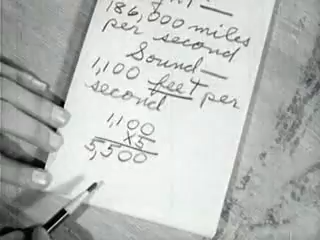 186,000 miles
per second
Sound—
1,100 feet per
second
1,100
x5
5,500